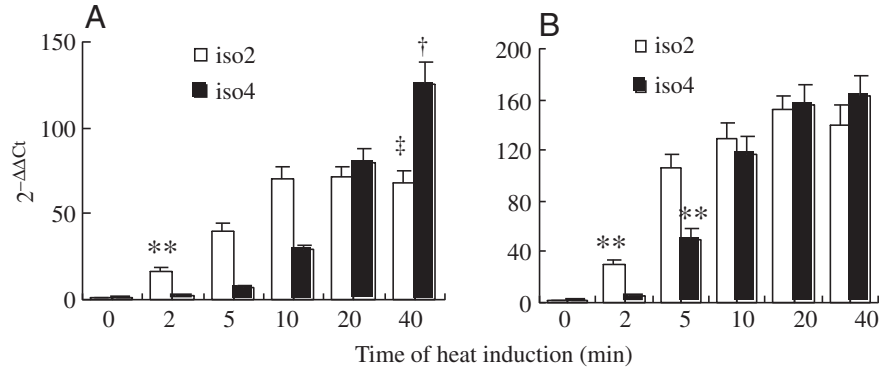 A
150
100
50
0
2^−ΔΔCt
iso2
iso4
**
‡
†
0 2 5 10 20 40
B
200
160
120
80
40
0
iso2
iso4
**
**
0 2 5 10 20 40
Time of heat induction (min)